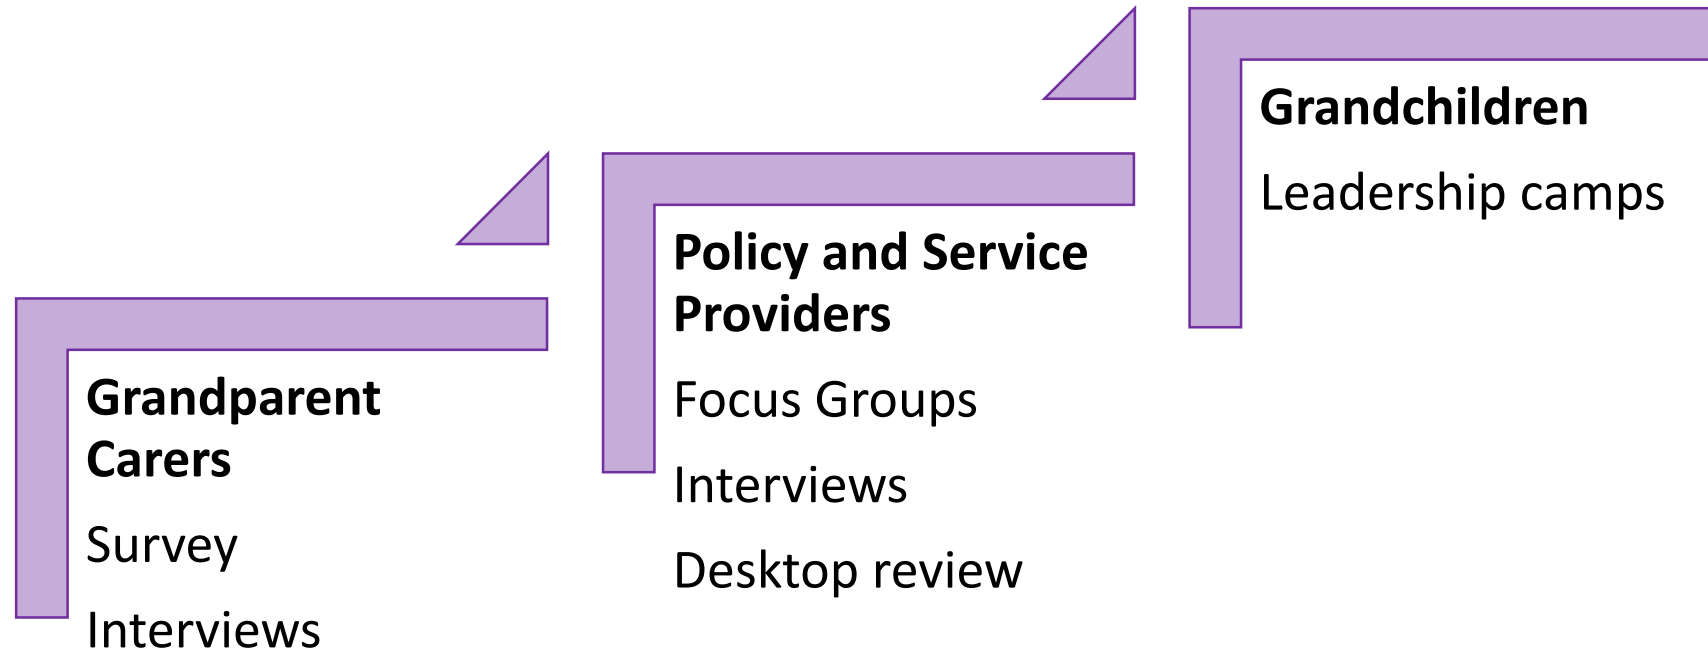 Grandparent
Carers
Survey
Interviews
Policy and Service
Providers
Focus Groups
Interviews
Desktop review
Grandchildren
Leadership camps